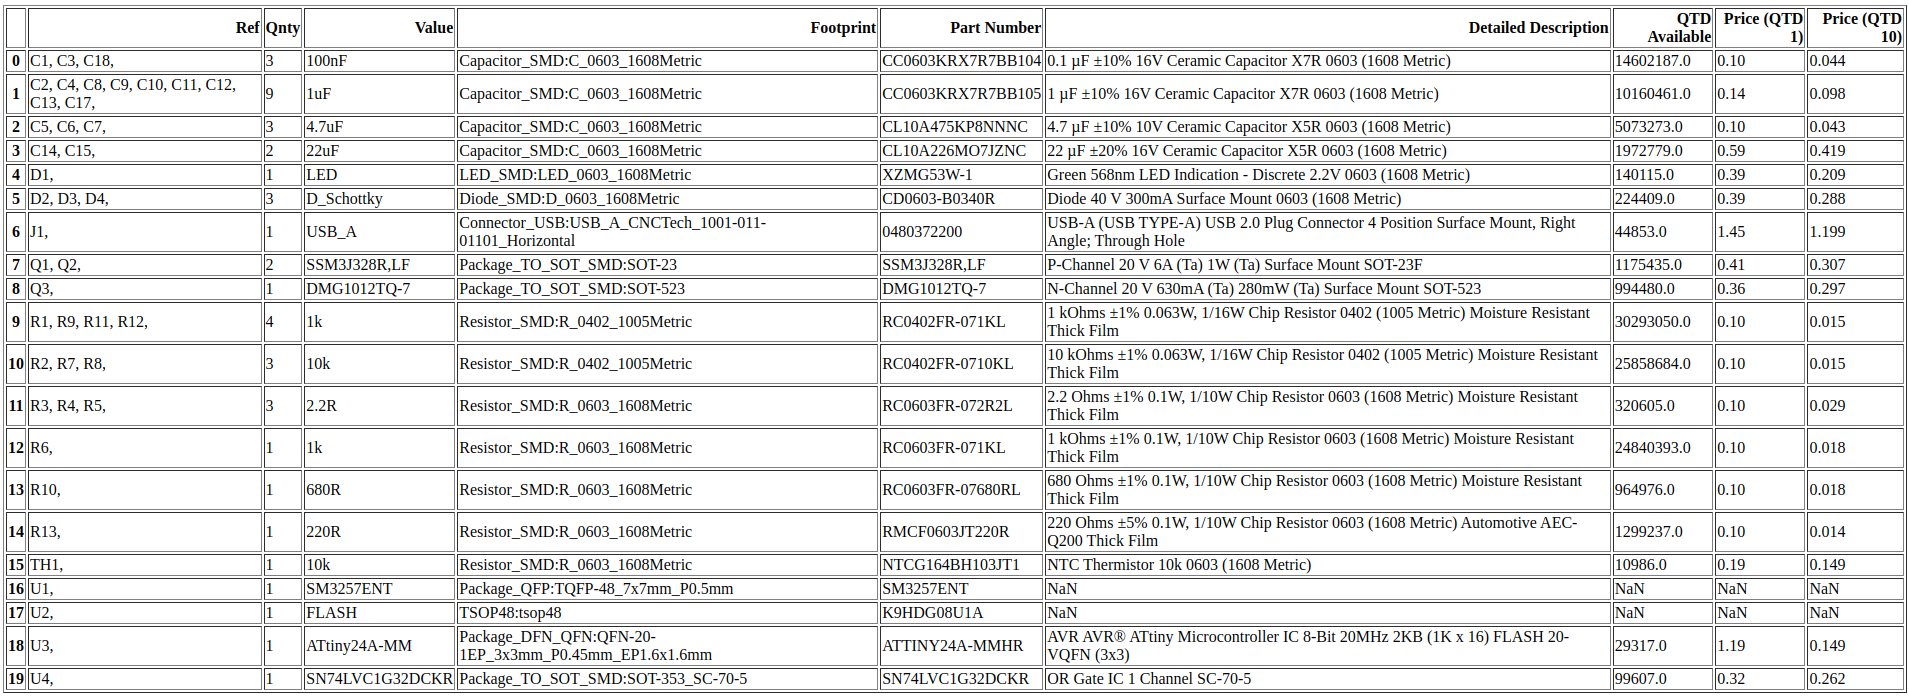 Ref Qnty Value Footprint Part Number Detailed Description QTD Available Price (QTD 1) Price (QTD 10)
0 C1, C3, C18, 3 100nF Capacitor_SMD:C_0603_1608Metric CC0603KRX7R7BB104 0.1 µF ±10% 16V Ceramic Capacitor X7R 0603 (1608 Metric) 14602187.0 0.10 0.044
1 C2, C4, C8, C9, C10, C11, C12, C13, C17, 9 1uF Capacitor_SMD:C_0603_1608Metric CC0603KRX7R7BB105 1 µF ±10% 16V Ceramic Capacitor X7R 0603 (1608 Metric) 10160461.0 0.14 0.098
2 C5, C6, C7, 3 4.7uF Capacitor_SMD:C_0603_1608Metric CL10A475KP8NNNC 4.7 µF ±10% 10V Ceramic Capacitor X5R 0603 (1608 Metric) 5073273.0 0.10 0.043
3 C14, C15, 2 22uF Capacitor_SMD:C_0603_1608Metric CL10A226MO7JZNC 22 µF ±20% 16V Ceramic Capacitor X5R 0603 (1608 Metric) 1972779.0 0.59 0.419
4 D1, 1 LED LED_SMD:LED_0603_1608Metric XZMG53W-1 Green 568nm LED Indication - Discrete 2.2V 0603 (1608 Metric) 140115.0 0.39 0.209
5 D2, D3, D4, 3 D_Schottky Diode_SMD:D_0603_1608Metric CD0603-B0340R Diode 40 V 300mA Surface Mount 0603 (1608 Metric) 224409.0 0.39 0.288
6 J1, 1 USB_A Connector_USB:USB_A_CNCTech_1001-011-01101_Horizontal 0480372200 USB-A (USB TYPE-A) USB 2.0 Plug Connector 4 Position Surface Mount, Right Angle; Through Hole 44853.0 1.45 1.199
7 Q1, Q2, 2 SSM3J328R,LF Package_TO_SOT_SMD:SOT-23 SSM3J328R,LF P-Channel 20 V 6A (Ta) 1W (Ta) Surface Mount SOT-23F 1175435.0 0.41 0.307
8 Q3, 1 DMG1012TQ-7 Package_TO_SOT_SMD:SOT-523 DMG1012TQ-7 N-Channel 20 V 630mA (Ta) 280mW (Ta) Surface Mount SOT-523 994480.0 0.36 0.297
9 R1, R9, R11, R12, 4 1k Resistor_SMD:R_0402_1005Metric RC0402FR-071KL 1 kOhms ±1% 0.063W, 1/16W Chip Resistor 0402 (1005 Metric) Moisture Resistant Thick Film 30293050.0 0.10 0.015
10 R2, R7, R8, 3 10k Resistor_SMD:R_0402_1005Metric RC0402FR-0710KL 10 kOhms ±1% 0.063W, 1/16W Chip Resistor 0402 (1005 Metric) Moisture Resistant Thick Film 25858684.0 0.10 0.015
11 R3, R4, R5, 3 2.2R Resistor_SMD:R_0603_1608Metric RC0603FR-072R2L 2.2 Ohms ±1% 0.1W, 1/10W Chip Resistor 0603 (1608 Metric) Moisture Resistant Thick Film 320605.0 0.10 0.029
12 R6, 1 1k Resistor_SMD:R_0603_1608Metric RC0603FR-071KL 1 kOhms ±1% 0.1W, 1/10W Chip Resistor 0603 (1608 Metric) Moisture Resistant Thick Film 24840393.0 0.10 0.018
13 R10, 1 680R Resistor_SMD:R_0603_1608Metric RC0603FR-07680RL 680 Ohms ±1% 0.1W, 1/10W Chip Resistor 0603 (1608 Metric) Moisture Resistant Thick Film 964976.0 0.10 0.018
14 R13, 1 220R Resistor_SMD:R_0603_1608Metric RMCF0603JT220R 220 Ohms ±5% 0.1W, 1/10W Chip Resistor 0603 (1608 Metric) Automotive AEC-Q200 Thick Film 1299237.0 0.10 0.014
15 TH1, 1 10k Resistor_SMD:R_0603_1608Metric NTCG164BH103JT1 NTC Thermistor 10k 0603 (1608 Metric) 10986.0 0.19 0.149
16 U1, 1 SM3257ENT Package_QFP:TQFP-48_7x7mm_P0.5mm SM3257ENT NaN NaN NaN NaN
17 U2, 1 FLASH TSOP48:tsop48 K9HDG08U1A NaN NaN NaN NaN
18 U3, 1 ATtiny24A-MM Package_DFN_QFN:QFN-20-1EP_3x3mm_P0.45mm_EP1.6x1.6mm ATTINY24A-MMHR AVR AVR® ATtiny Microcontroller IC 8-Bit 20MHz 2KB (1K x 16) FLASH 20-VQFN (3x3) 29317.0 1.19 0.149
19 U4, 1 SN74LVC1G32DCKR Package_TO_SOT_SMD:SOT-353_SC-70-5 SN74LVC1G32DCKR OR Gate IC 1 Channel SC-70-5 99607.0 0.32 0.262